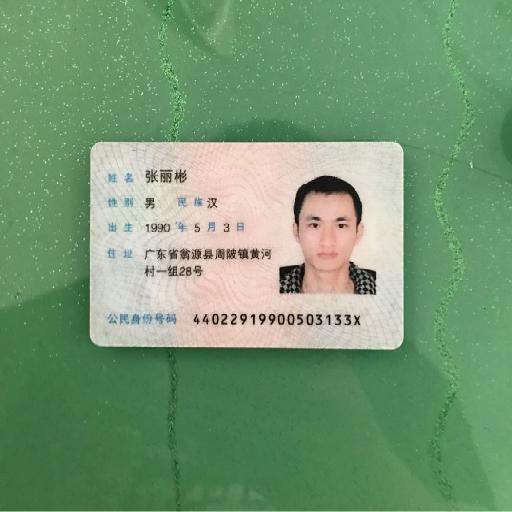 姓名 张丽彬
性别 男 民族 汉
出生 1990 年 5 月 3 日
住址 广东省翁源县周陂镇黄河
村一组28号
公民身份号码 44022919900503133X